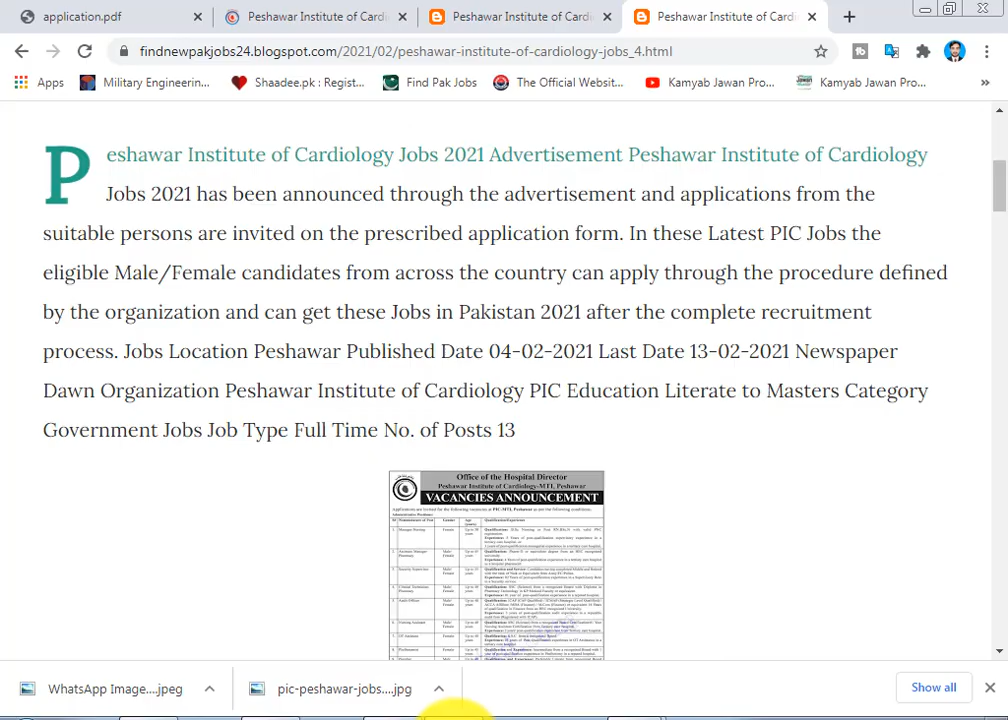 application.pdf
Peshawar Institute of Cardi
Peshawar Institute of Cardi
Peshawar Institute of Cardi
findnewpakjobs24.blogspot.com/2021/02/peshawar-institute-of-cardiology-jobs_4.html
Apps
Military Engineerin...
Shaadee.pk : Regist...
Find Pak Jobs
The Official Websit...
Kamyab Jawan Pro...
Kamyab Jawan Pro...
Peshawar Institute of Cardiology Jobs 2021 Advertisement Peshawar Institute of Cardiology
Jobs 2021 has been announced through the advertisement and applications from the
suitable persons are invited on the prescribed application form. In these Latest PIC Jobs the
eligible Male/Female candidates from across the country can apply through the procedure defined
by the organization and can get these Jobs in Pakistan 2021 after the complete recruitment
process. Jobs Location Peshawar Published Date 04-02-2021 Last Date 13-02-2021 Newspaper
Dawn Organization Peshawar Institute of Cardiology PIC Education Literate to Masters Category
Government Jobs Job Type Full Time No. of Posts 13
Office of the Hospital Director
Peshawar Institute of Cardiology-MTI, Peshawar
VACANCIES ANNOUNCEMENT
WhatsApp Image....jpeg
pic-peshawar-jobs....jpg
Show all